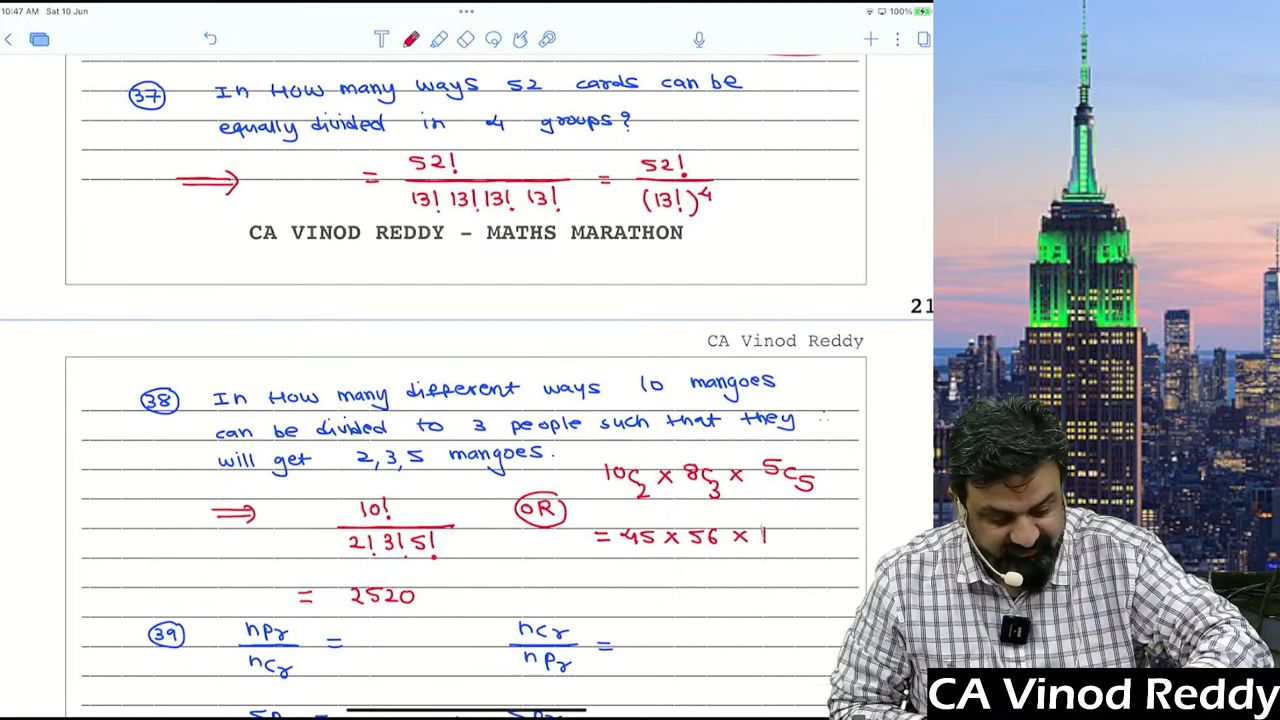 10:47 AM Sat 10 Jun
100%
T
37 In How many ways 52 cards can be
equally divided in 4 groups?
⟹ = 52! / 13! 13! 13! 13! = 52! / (13!)^4
CA VINOD REDDY - MATHS MARATHON
21
CA Vinod Reddy
38 In How many different ways 10 mangoes
can be divided to 3 people such that they
will get 2,3,5 mangoes.
10C2 × 8C3 × 5C5
⟹ 10! / 2! 3! 5! OR
= 45 × 56 × 1
= 2520
39 nPr / nCr = nCr / nPr =
CA Vinod Reddy